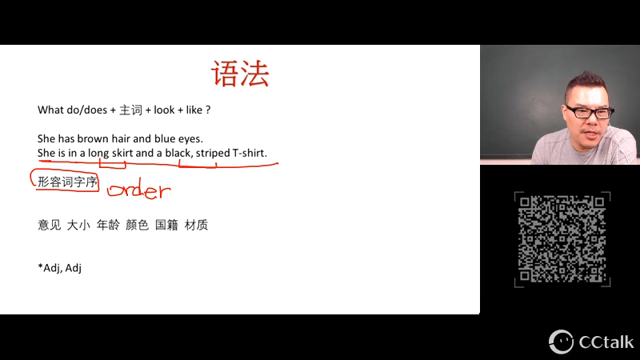 语法
What do/does + 主词 + look + like ?
She has brown hair and blue eyes.
She is in a long skirt and a black, striped T-shirt.
形容词字序 order
意见 大小 年龄 颜色 国籍 材质
*Adj, Adj
CCtalk